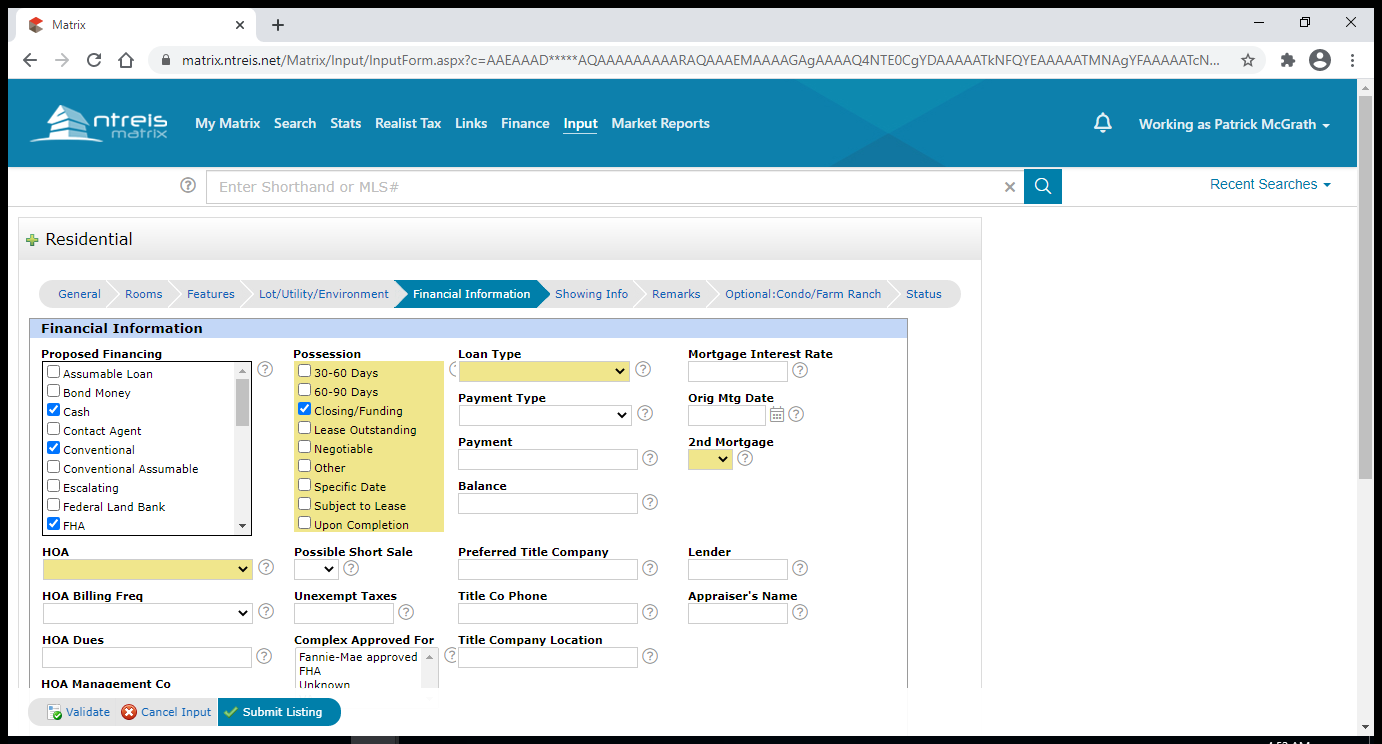 Matrix
matrix.ntreis.net/Matrix/Input/InputForm.aspx?c=AAEAAAD*****AQAAAAAAAAARAQAAAEMAAAAGAgAAAAQ4NTE0CgYDAAAAATkNFQYEAAAAATMNAgYFAAAAATcN...
ntreis matrix
My Matrix Search Stats Realist Tax Links Finance Input Market Reports
Working as Patrick McGrath
Enter Shorthand or MLS#
Recent Searches
Residential
General Rooms Features Lot/Utility/Environment Financial Information Showing Info Remarks Optional:Condo/Farm Ranch Status
Financial Information
Proposed Financing
Assumable Loan
Bond Money
Cash
Contact Agent
Conventional
Conventional Assumable
Escalating
Federal Land Bank
FHA
Possession
30-60 Days
60-90 Days
Closing/Funding
Lease Outstanding
Negotiable
Other
Specific Date
Subject to Lease
Upon Completion
Loan Type
Payment Type
Payment
Balance
Mortgage Interest Rate
Orig Mtg Date
2nd Mortgage
HOA
HOA Billing Freq
HOA Dues
HOA Management Co
Possible Short Sale
Unexempt Taxes
Complex Approved For
Fannie-Mae approved
FHA
Unknown
Preferred Title Company
Title Co Phone
Title Company Location
Lender
Appraiser's Name
Validate Cancel Input Submit Listing